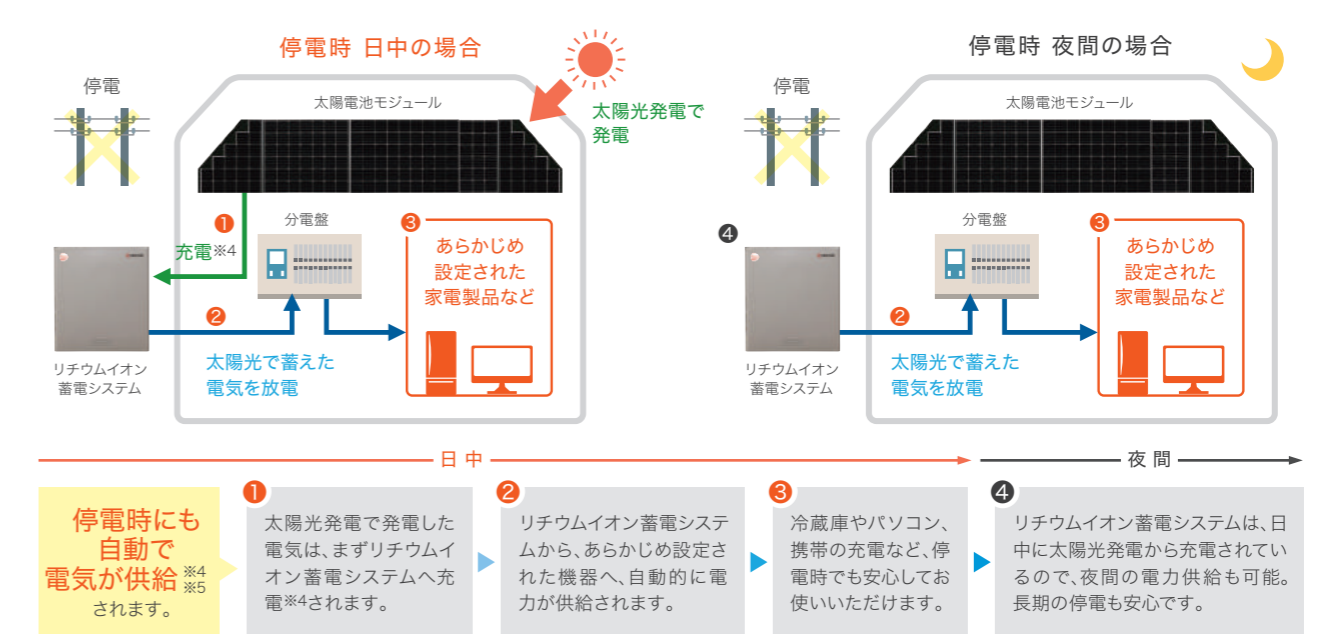 停電時 日中の場合
停電
太陽電池モジュール
太陽光発電で
発電
❶
充電※4
分電盤
❸
あらかじめ
設定された
家電製品など
❷
太陽光で蓄えた
電気を放電
リチウムイオン
蓄電システム
停電時 夜間の場合
停電
太陽電池モジュール
❹
分電盤
❸
あらかじめ
設定された
家電製品など
❷
太陽光で蓄えた
電気を放電
リチウムイオン
蓄電システム
日中
夜間
停電時にも
自動で
電気が供給※4
※5
されます。
❶
太陽光発電で発電した
電気は、まずリチウムイ
オン蓄電システムへ充
電※4されます。
❷
リチウムイオン蓄電システ
ムから、あらかじめ設定さ
れた機器へ、自動的に電
力が供給されます。
❸
冷蔵庫やパソコン、
携帯の充電など、停
電時でも安心してお
使いいただけます。
❹
リチウムイオン蓄電システムは、日
中に太陽光発電から充電されてい
るので、夜間の電力供給も可能。
長期の停電も安心です。